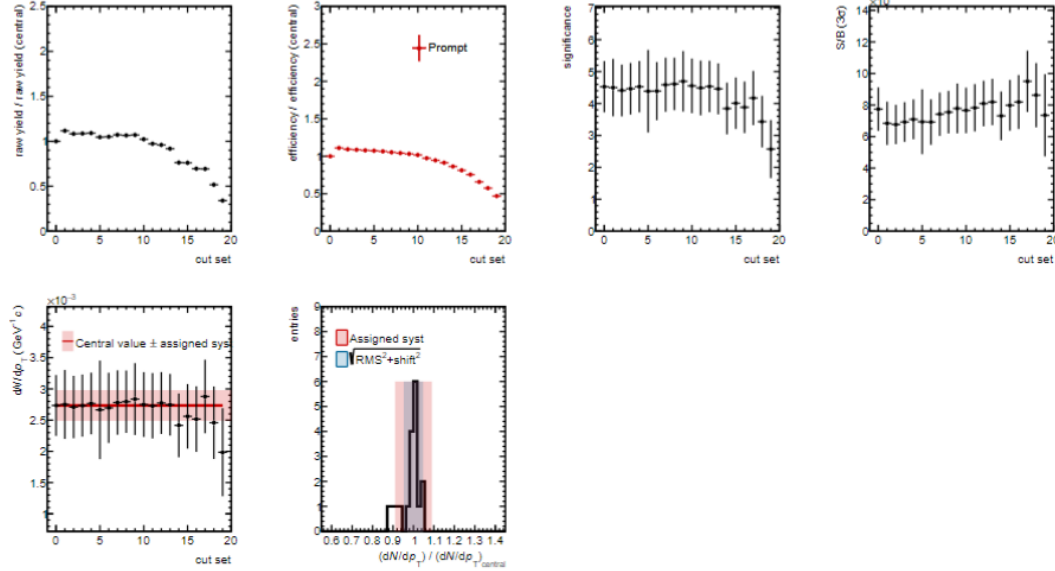 raw yield / raw yield (central)
2.5
2
1.5
1
0.5
0
0 5 10 15 20
cut set
efficiency / efficiency (central)
3
2.5
2
1.5
1
0.5
0
Prompt
0 5 10 15 20
cut set
significance
7
6
5
4
3
2
1
0
0 5 10 15 20
cut set
S/B (3σ)
14
12
10
8
6
4
2
0
0 5 10 15 20
cut set
×10⁻³
dN/dp_T (GeV⁻¹ c)
4
3.5
3
2.5
2
1.5
1
Central value ± assigned sys
0 5 10 15 20
cut set
entries
9
8
7
6
5
4
3
2
1
0
Assigned syst
√RMS²+shift²
0.6 0.7 0.8 0.9 1 1.1 1.2 1.3 1.4
(dN/dp_T) / (dN/dp_T)_central